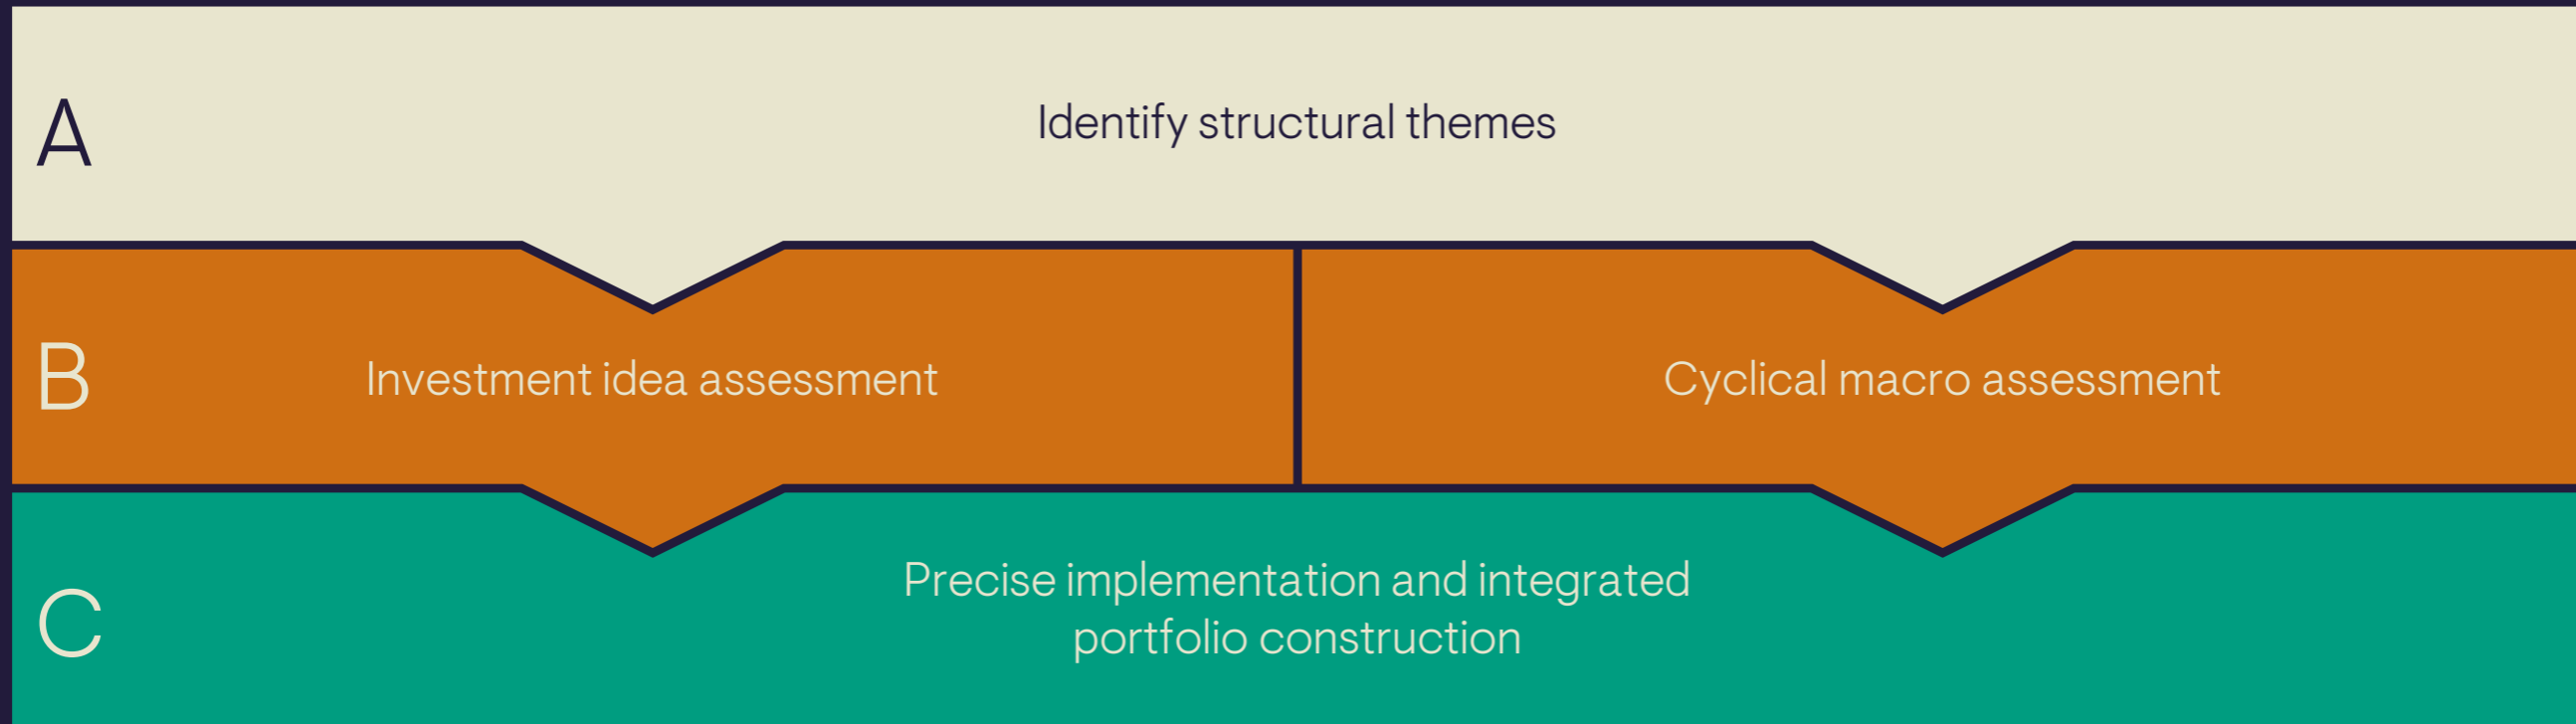 A
Identify structural themes
B
Investment idea assessment
Cyclical macro assessment
C
Precise implementation and integrated
portfolio construction